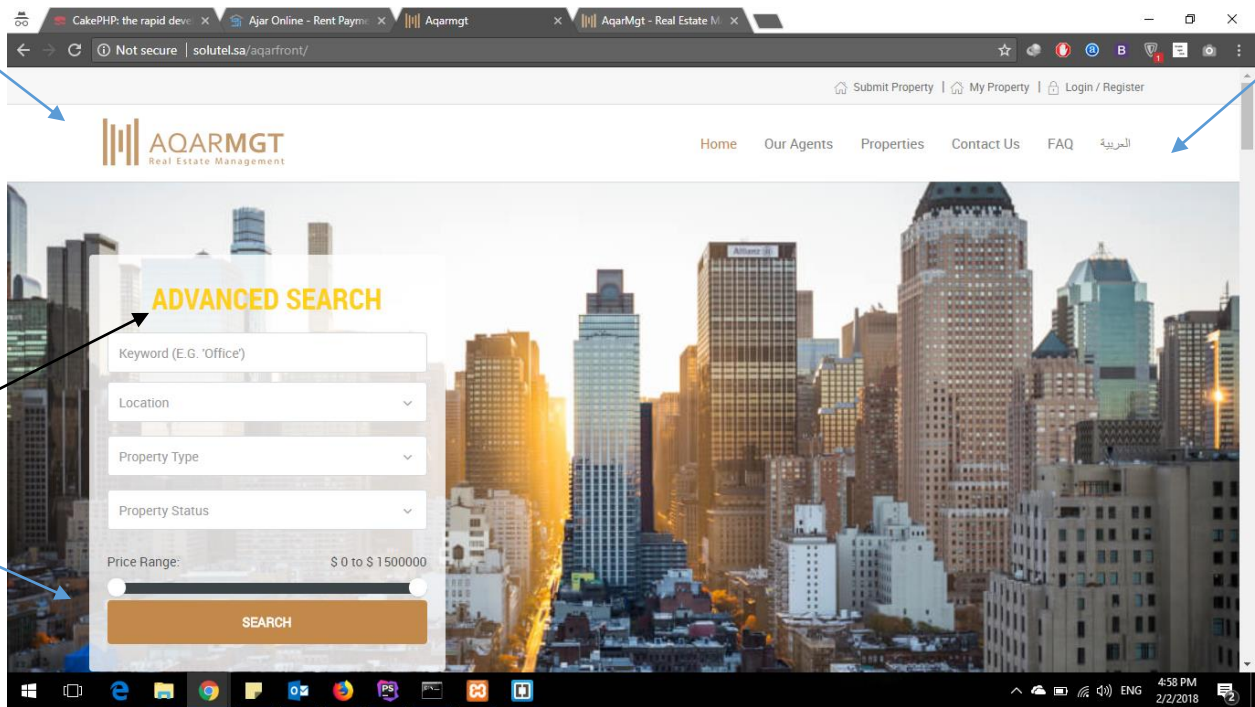 CakePHP: the rapid deve
Ajar Online - Rent Payme
Aqarmgt
AqarMgt - Real Estate M
Not secure | solutel.sa/aqarfront/
Submit Property | My Property | Login / Register
AQARMGT
Real Estate Management
Home Our Agents Properties Contact Us FAQ العربية
Allianz
ADVANCED SEARCH
Keyword (E.G. 'Office')
Location
Property Type
Property Status
Price Range: $ 0 to $ 1500000
SEARCH
ENG
4:58 PM
2/2/2018